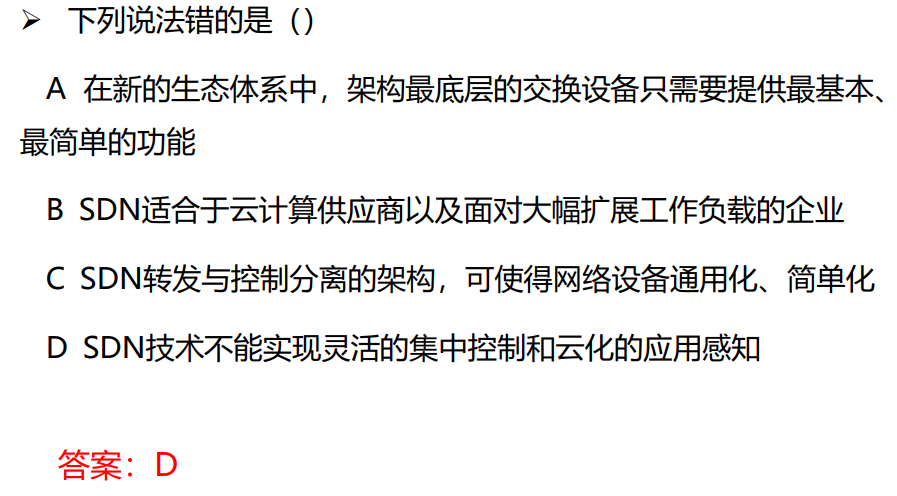 ➢ 下列说法错的是（）
A 在新的生态体系中，架构最底层的交换设备只需要提供最基本、
最简单的功能
B SDN适合于云计算供应商以及面对大幅扩展工作负载的企业
C SDN转发与控制分离的架构，可使得网络设备通用化、简单化
D SDN技术不能实现灵活的集中控制和云化的应用感知
答案：D